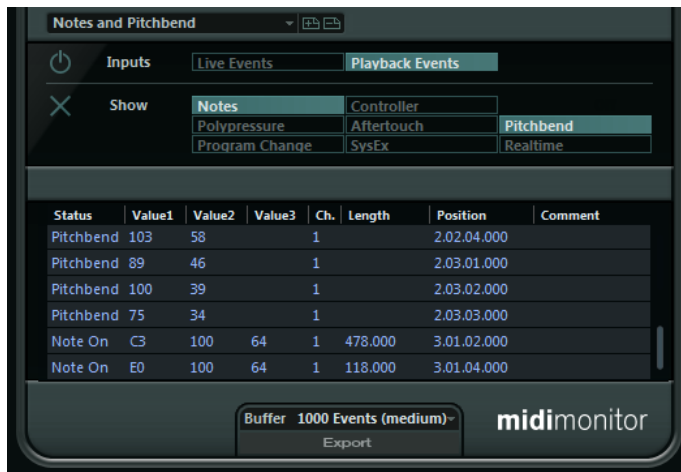 Notes and Pitchbend
Inputs Live Events Playback Events
Show Notes Controller
Polypressure Aftertouch Pitchbend
Program Change SysEx Realtime
Status Value1 Value2 Value3 Ch. Length Position Comment
Pitchbend 103 58 1 2.02.04.000
Pitchbend 89 46 1 2.03.01.000
Pitchbend 100 39 1 2.03.02.000
Pitchbend 75 34 1 2.03.03.000
Note On C3 100 64 1 478.000 3.01.02.000
Note On E0 100 64 1 118.000 3.01.04.000
Buffer 1000 Events (medium)
Export
midimonitor